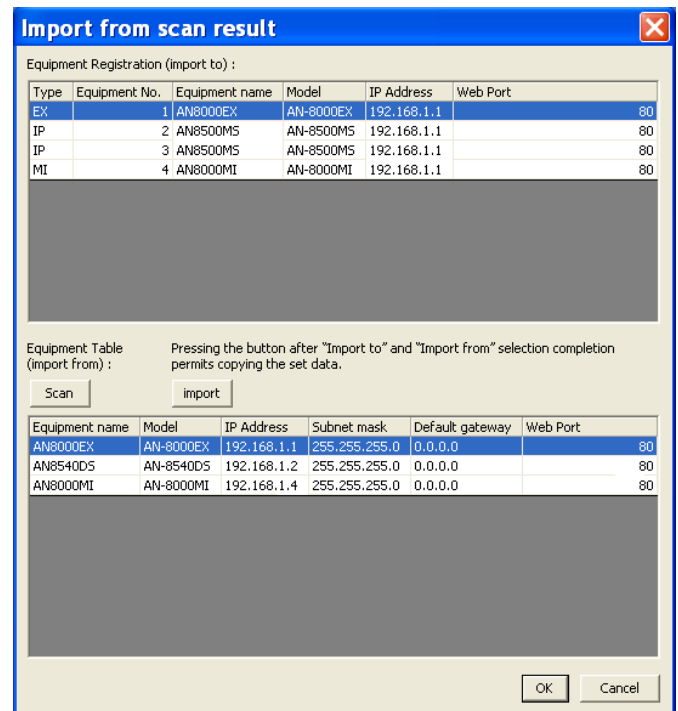 Import from scan result
Equipment Registration (import to) :
Type Equipment No. Equipment name Model IP Address Web Port
EX 1 AN8000EX AN-8000EX 192.168.1.1 80
IP 2 AN8500MS AN-8500MS 192.168.1.1 80
IP 3 AN8500MS AN-8500MS 192.168.1.1 80
MI 4 AN8000MI AN-8000MI 192.168.1.1 80
Equipment Table
(import from) :
Pressing the button after "Import to" and "Import from" selection completion
permits copying the set data.
Scan import
Equipment name Model IP Address Subnet mask Default gateway Web Port
AN8000EX AN-8000EX 192.168.1.1 255.255.255.0 0.0.0.0 80
AN8540DS AN-8540DS 192.168.1.2 255.255.255.0 0.0.0.0 80
AN8000MI AN-8000MI 192.168.1.4 255.255.255.0 0.0.0.0 80
OK Cancel